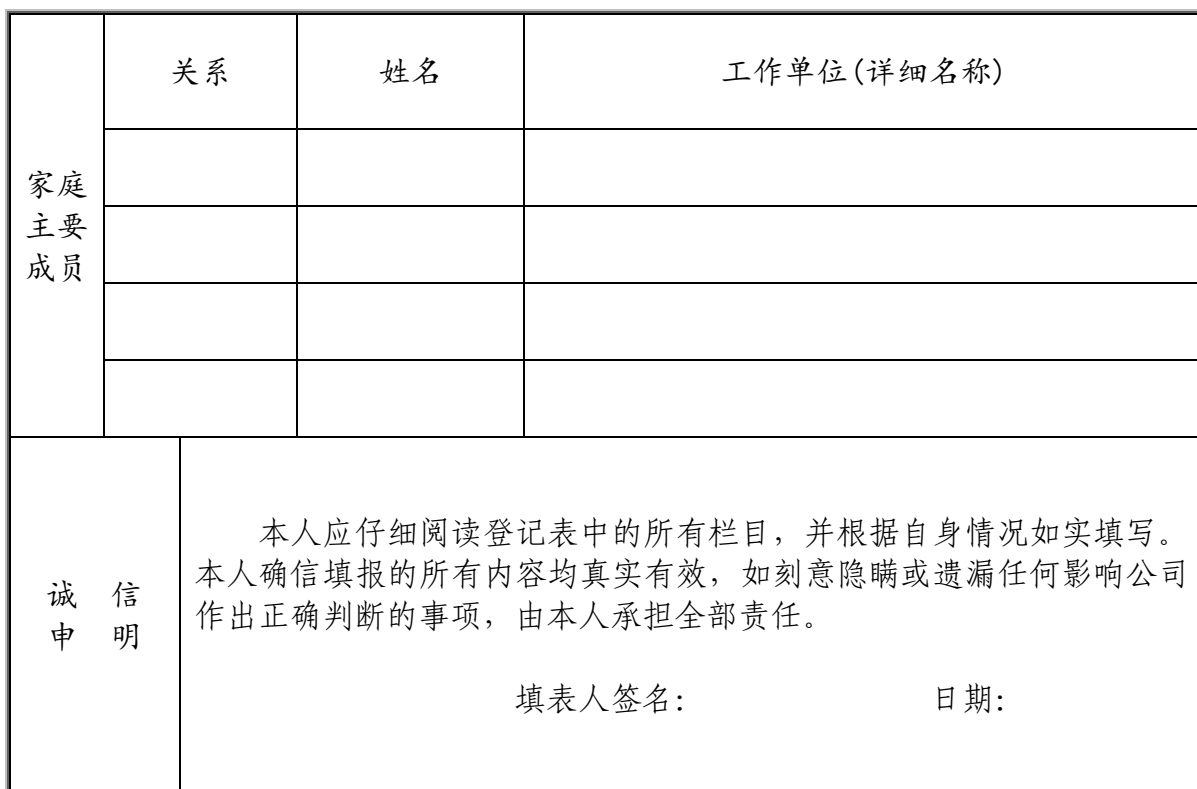 关系 姓名 工作单位(详细名称)
家庭
主要
成员
本人应仔细阅读登记表中的所有栏目，并根据自身情况如实填写。
本人确信填报的所有内容均真实有效，如刻意隐瞒或遗漏任何影响公司
作出正确判断的事项，由本人承担全部责任。
诚 信
申 明
填表人签名: 日期: